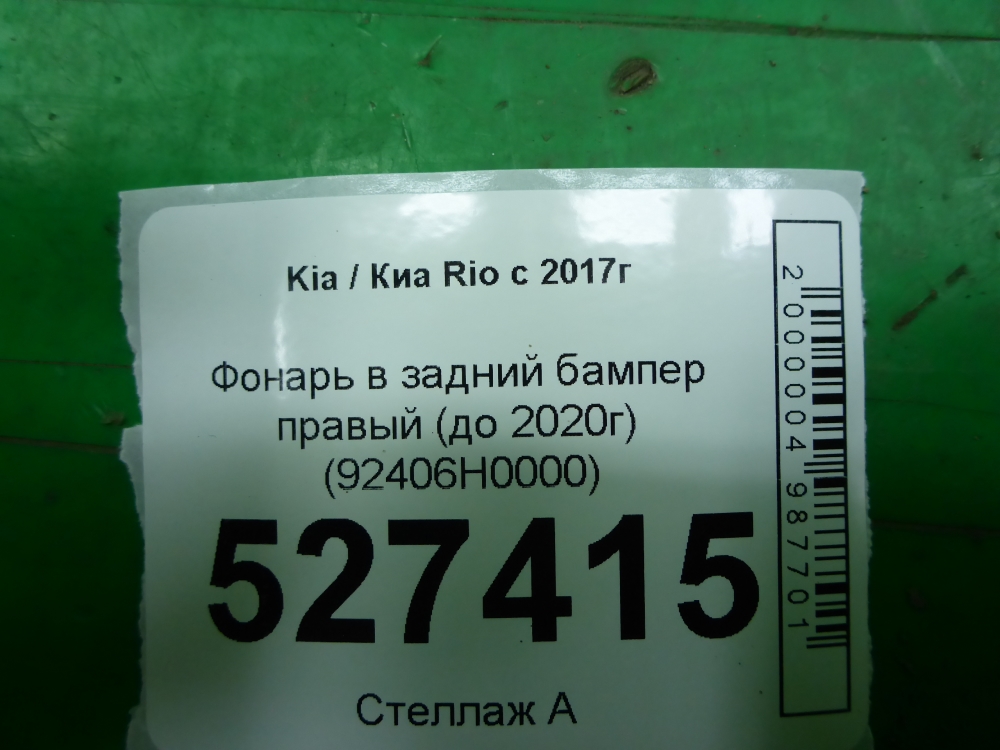 Kia / Киа Rio с 2017г
Фонарь в задний бампер
правый (до 2020г)
(92406H0000)
527415
Стеллаж А
2000004987701